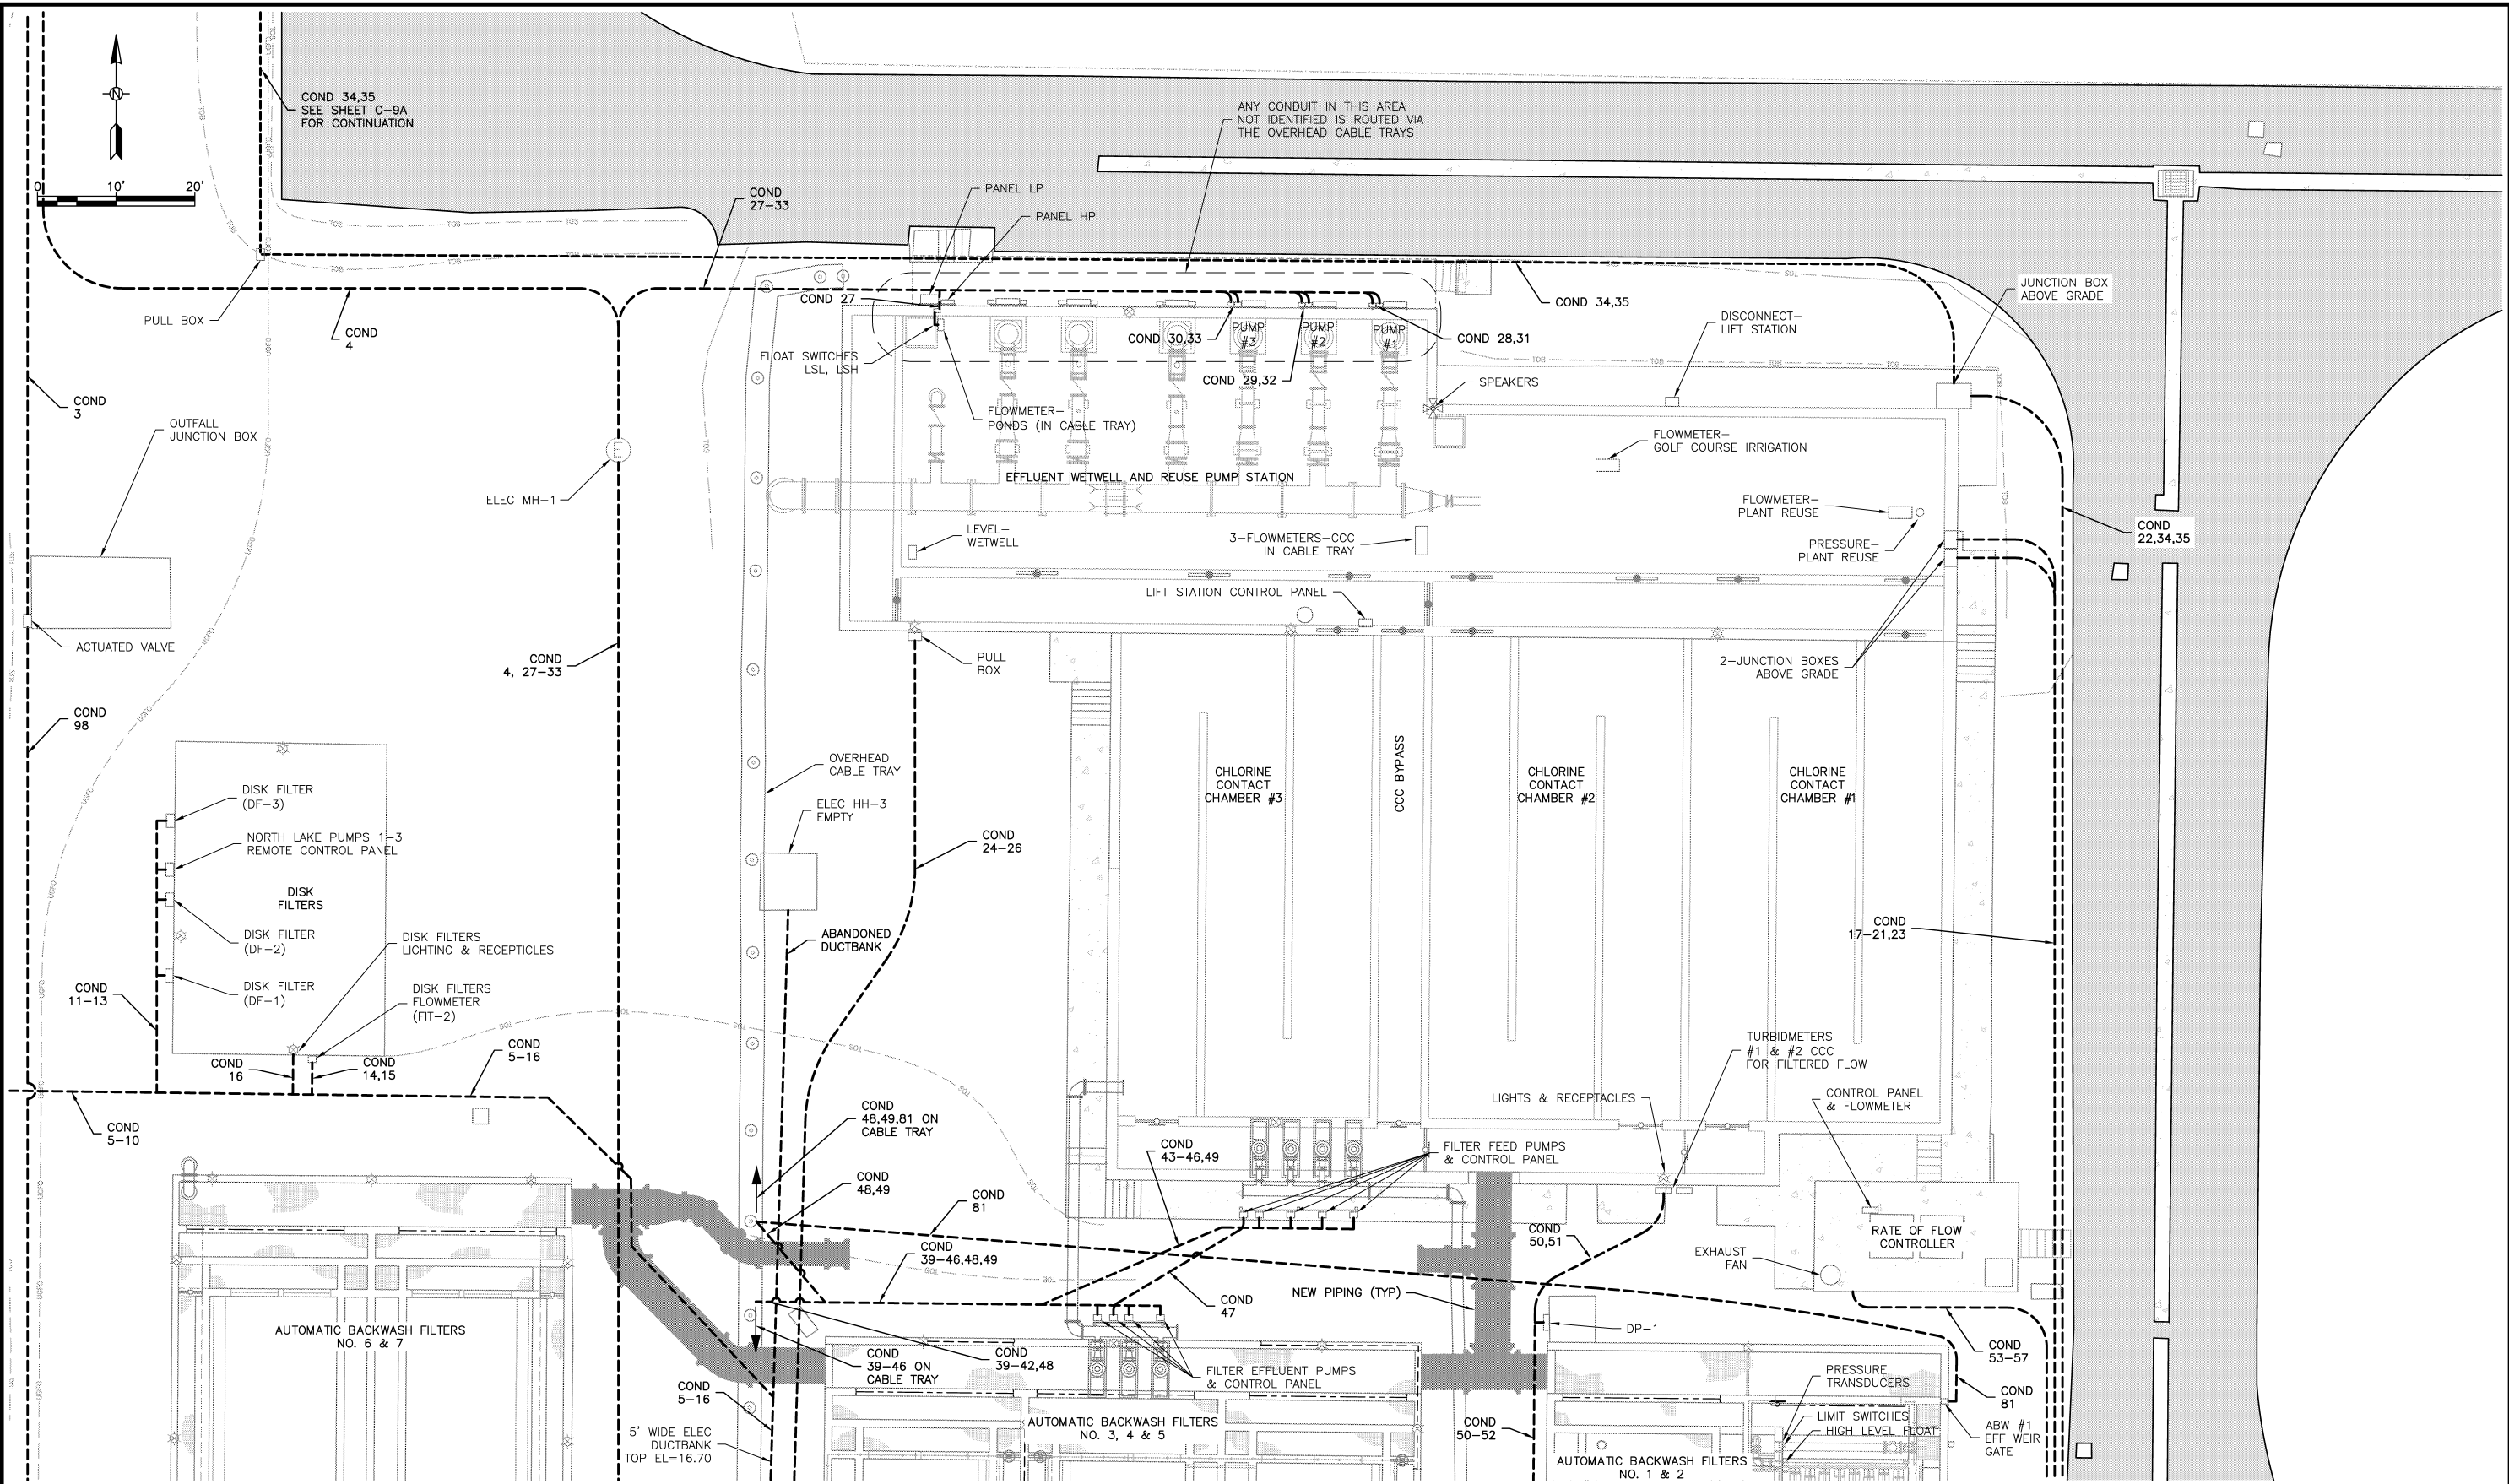 COND 34,35
SEE SHEET C-9A
FOR CONTINUATION
N
0 10' 20'
ANY CONDUIT IN THIS AREA
NOT IDENTIFIED IS ROUTED VIA
THE OVERHEAD CABLE TRAYS
COND
27-33
PANEL LP
PANEL HP
COND 27
PULL BOX
COND
4
COND 34,35
JUNCTION BOX
ABOVE GRADE
DISCONNECT-
LIFT STATION
FLOAT SWITCHES
LSL, LSH
COND 30,33
PUMP
#3
PUMP
#2
PUMP
#1
COND 28,31
COND 29,32
SPEAKERS
COND
3
OUTFALL
JUNCTION BOX
FLOWMETER-
PONDS (IN CABLE TRAY)
FLOWMETER-
GOLF COURSE IRRIGATION
E
ELEC MH-1
EFFLUENT WETWELL AND REUSE PUMP STATION
FLOWMETER-
PLANT REUSE
PRESSURE-
PLANT REUSE
COND
22,34,35
LEVEL-
WETWELL
3-FLOWMETERS-CCC
IN CABLE TRAY
LIFT STATION CONTROL PANEL
ACTUATED VALVE
COND
4, 27-33
PULL
BOX
2-JUNCTION BOXES
ABOVE GRADE
COND
98
OVERHEAD
CABLE TRAY
CHLORINE
CONTACT
CHAMBER #3
CCC BYPASS
CHLORINE
CONTACT
CHAMBER #2
CHLORINE
CONTACT
CHAMBER #1
DISK FILTER
(DF-3)
NORTH LAKE PUMPS 1-3
REMOTE CONTROL PANEL
ELEC HH-3
EMPTY
COND
24-26
DISK
FILTERS
DISK FILTER
(DF-2)
DISK FILTERS
LIGHTING & RECEPTICLES
ABANDONED
DUCTBANK
COND
17-21,23
COND
11-13
DISK FILTER
(DF-1)
DISK FILTERS
FLOWMETER
(FIT-2)
COND
16
COND
14,15
COND
5-16
TURBIDMETERS
#1 & #2 CCC
FOR FILTERED FLOW
LIGHTS & RECEPTACLES
CONTROL PANEL
& FLOWMETER
COND
5-10
COND
48,49,81 ON
CABLE TRAY
COND
43-46,49
FILTER FEED PUMPS
& CONTROL PANEL
COND
48,49
COND
81
COND
39-46,48,49
COND
50,51
RATE OF FLOW
CONTROLLER
EXHAUST
FAN
COND
47
NEW PIPING (TYP)
AUTOMATIC BACKWASH FILTERS
NO. 6 & 7
DP-1
COND
53-57
COND
39-46 ON
CABLE TRAY
COND
39-42,48
FILTER EFFLUENT PUMPS
& CONTROL PANEL
PRESSURE
TRANSDUCERS
COND
5-16
COND
81
5' WIDE ELEC
DUCTBANK
TOP EL=16.70
AUTOMATIC BACKWASH FILTERS
NO. 3, 4 & 5
COND
50-52
LIMIT SWITCHES
HIGH LEVEL FLOAT
ABW #1
EFF WEIR
GATE
AUTOMATIC BACKWASH FILTERS
NO. 1 & 2